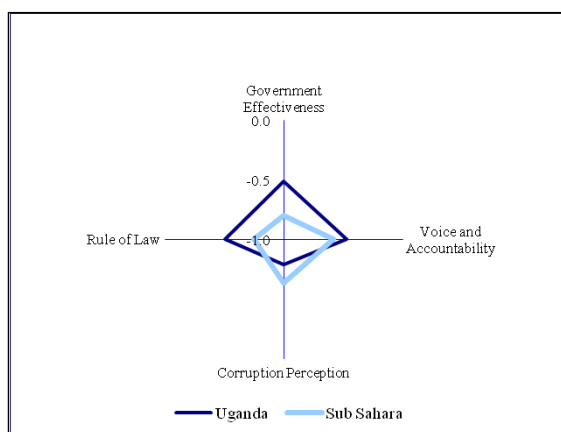 Government
Effectiveness
0.0
-0.5
Rule of Law
-1.0
Voice and
Accountability
Corruption Perception
Uganda
Sub Sahara